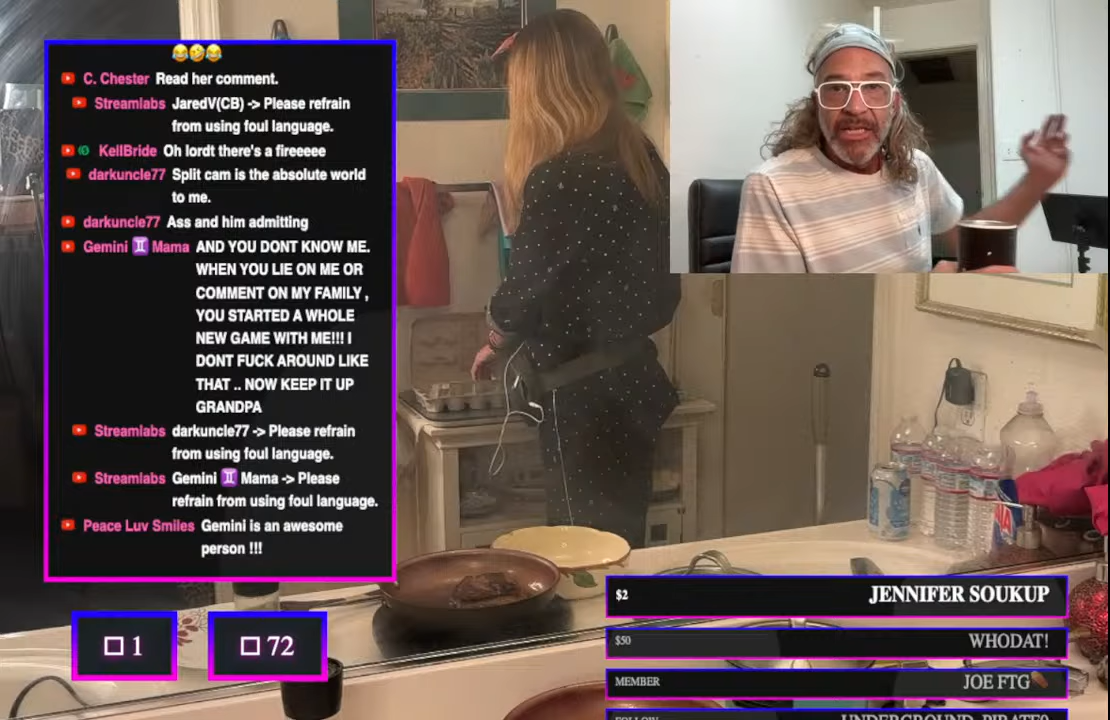 😂🤣😂
C. Chester Read her comment.
Streamlabs JaredV(CB) -> Please refrain
from using foul language.
KellBride Oh lordt there's a fireeeee
darkuncle77 Split cam is the absolute world
to me.
darkuncle77 Ass and him admitting
Gemini ♊ Mama AND YOU DONT KNOW ME.
WHEN YOU LIE ON ME OR
COMMENT ON MY FAMILY ,
YOU STARTED A WHOLE
NEW GAME WITH ME!!! I
DONT FUCK AROUND LIKE
THAT .. NOW KEEP IT UP
GRANDPA
Streamlabs darkuncle77 -> Please refrain
from using foul language.
Streamlabs Gemini ♊ Mama -> Please
refrain from using foul language.
Peace Luv Smiles Gemini is an awesome
person !!!
1
72
$2 JENNIFER SOUKUP
$50 WHODAT!
MEMBER JOE FTG